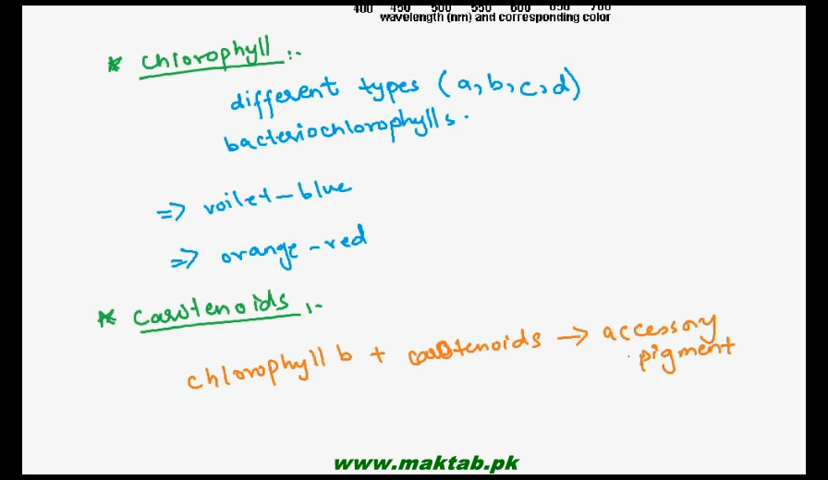 400 450 500 550 600 650 700
wavelength (nm) and corresponding color
* Chlorophyll :-
different types (a, b, c, d)
bacteriochlorophylls.
=> voilet-blue
=> orange-red
* Carotenoids :-
chlorophyll b + carotenoids → accessory
pigment
www.maktab.pk